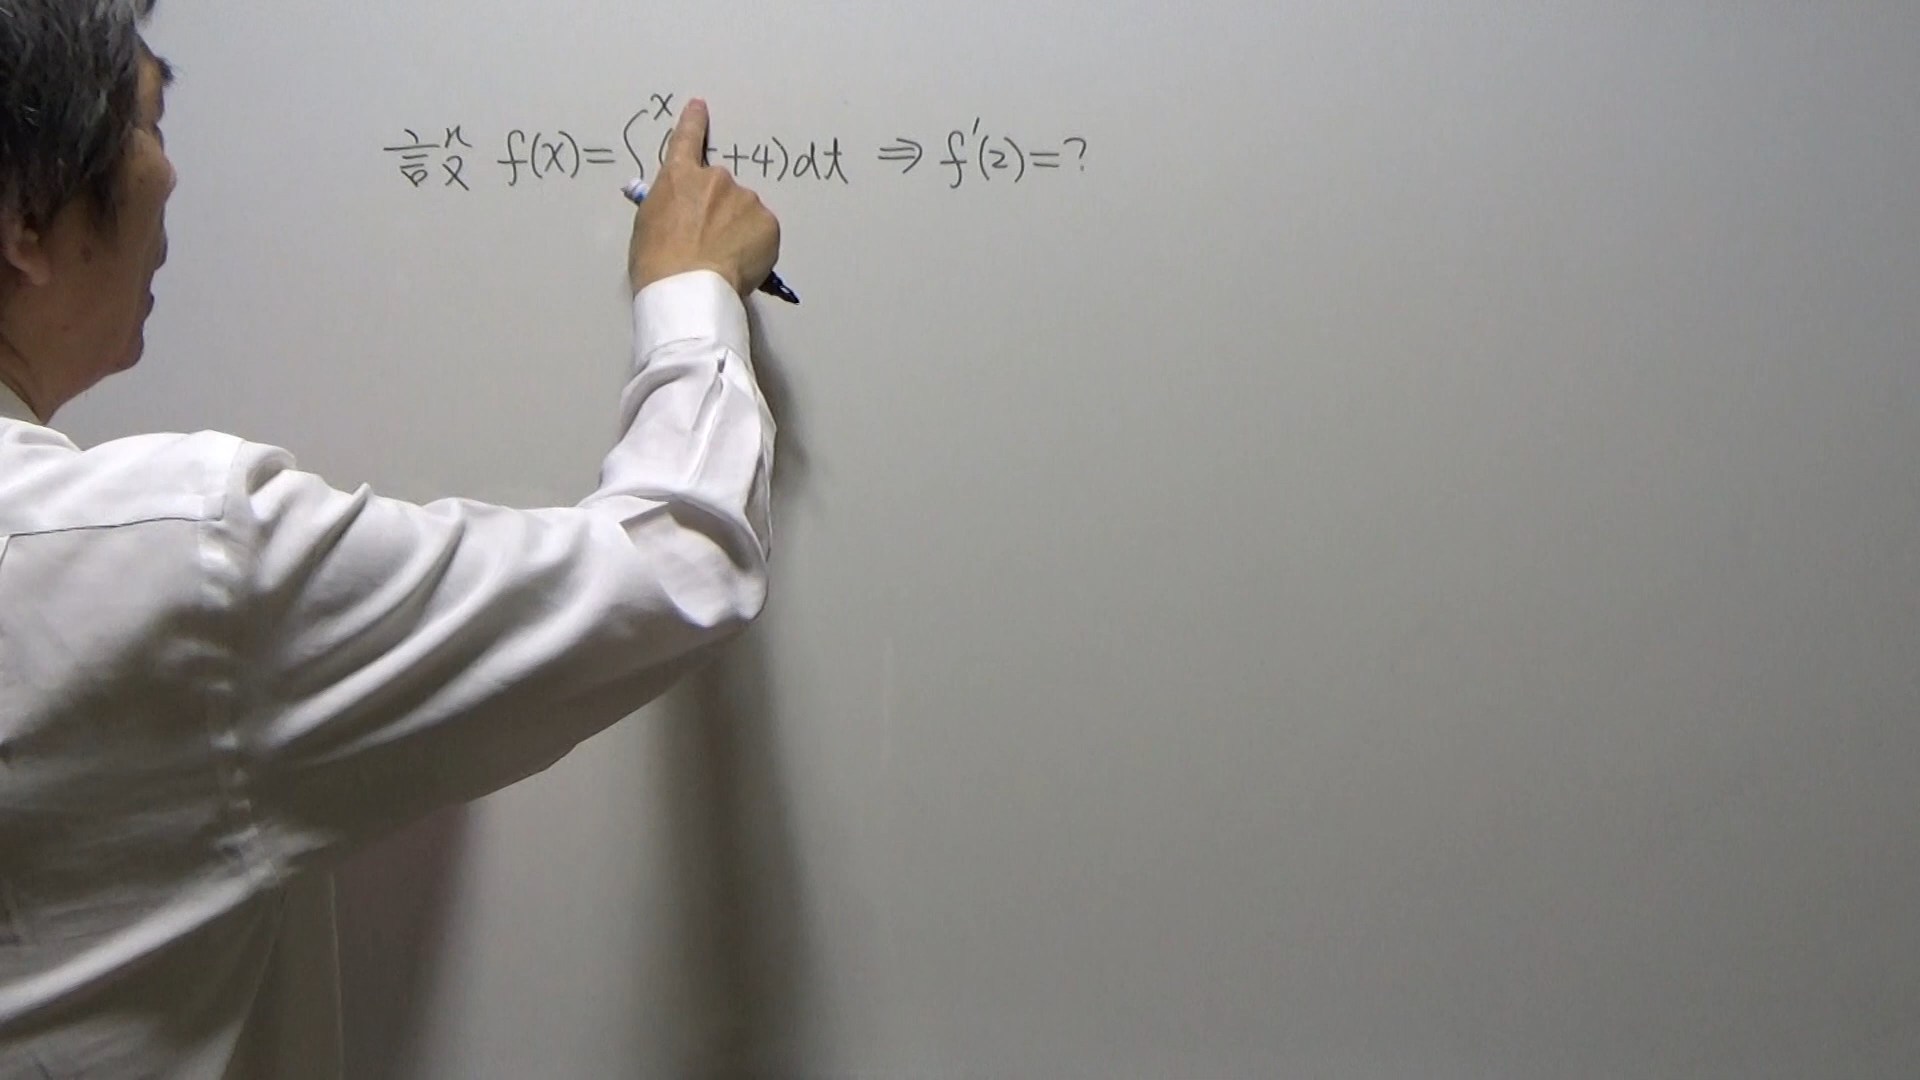 設 f(x)=∫^x( +4)dt ⇒ f'(2)=?